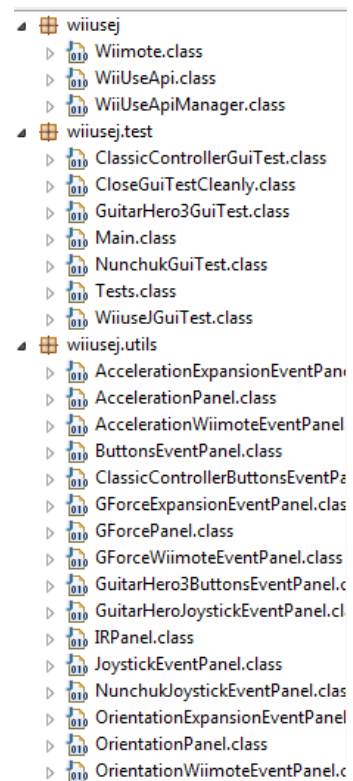 wiiusej
Wiimote.class
WiiUseApi.class
WiiUseApiManager.class
wiiusej.test
ClassicControllerGuiTest.class
CloseGuiTestCleanly.class
GuitarHero3GuiTest.class
Main.class
NunchukGuiTest.class
Tests.class
WiiuseJGuiTest.class
wiiusej.utils
AccelerationExpansionEventPan
AccelerationPanel.class
AccelerationWiimoteEventPanel
ButtonsEventPanel.class
ClassicControllerButtonsEventPa
GForceExpansionEventPanel.clas
GForcePanel.class
GForceWiimoteEventPanel.class
GuitarHero3ButtonsEventPanel.c
GuitarHeroJoystickEventPanel.cl
IRPanel.class
JoystickEventPanel.class
NunchukJoystickEventPanel.clas
OrientationExpansionEventPanel
OrientationPanel.class
OrientationWiimoteEventPanel.c